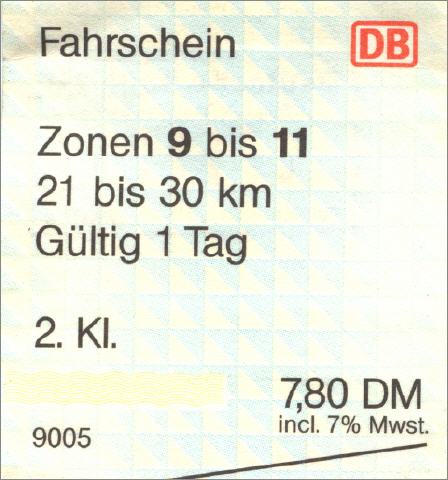 Fahrschein DB
Zonen 9 bis 11
21 bis 30 km
Gültig 1 Tag
2. Kl.
7,80 DM
incl. 7% Mwst.
9005